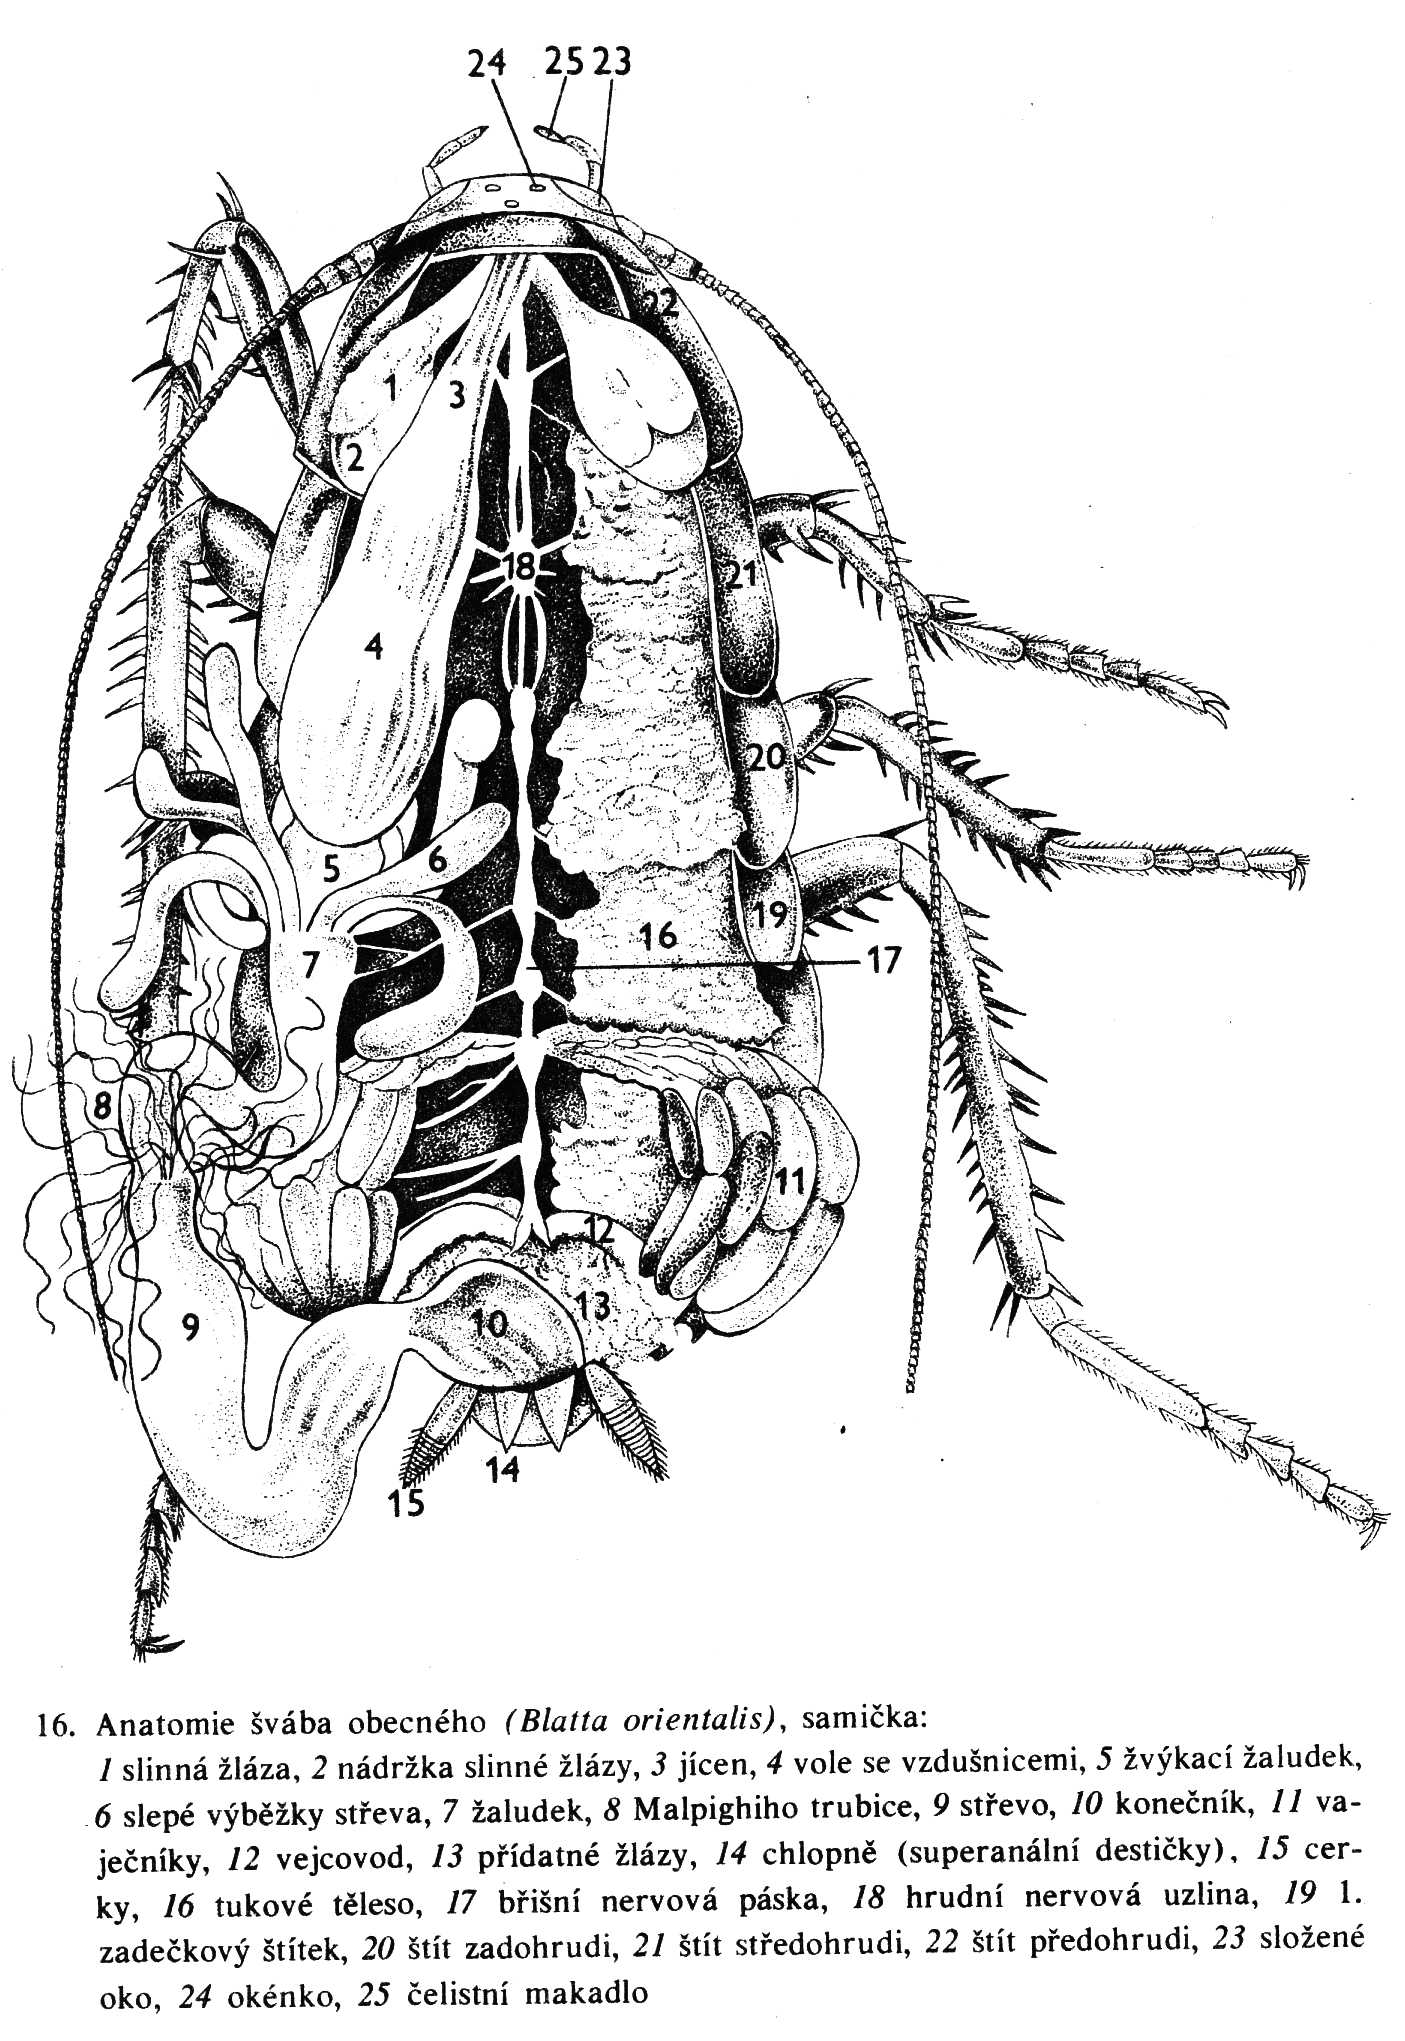 24 25 23
22
1 3
2
18 21
4
20
5 6
19
16
7 17
8
11
12
13
9 10
14
15
16. Anatomie švába obecného (Blatta orientalis), samička:
1 slinná žláza, 2 nádržka slinné žlázy, 3 jícen, 4 vole se vzdušnicemi, 5 žvýkací žaludek,
6 slepé výběžky střeva, 7 žaludek, 8 Malpighiho trubice, 9 střevo, 10 konečník, 11 va-
ječníky, 12 vejcovod, 13 přídatné žlázy, 14 chlopně (superanální destičky), 15 cer-
ky, 16 tukové těleso, 17 břišní nervová páska, 18 hrudní nervová uzlina, 19 1.
zadečkový štítek, 20 štít zadohrudi, 21 štít středohrudi, 22 štít předohrudi, 23 složené
oko, 24 okénko, 25 čelistní makadlo